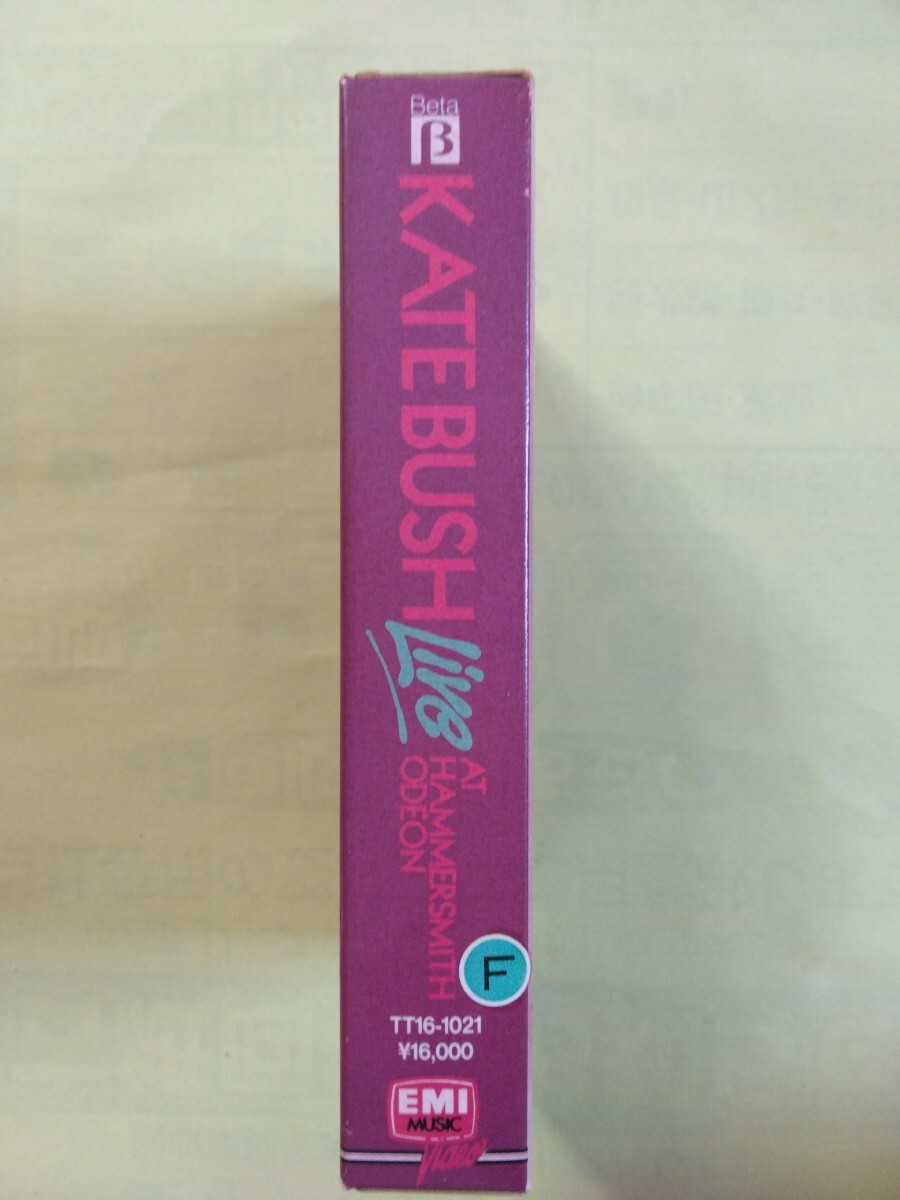 Beta
β
KATE BUSH
Live
AT
HAMMERSMITH
ODEON
F
TT16-1021
¥16,000
EMI
MUSIC
Video